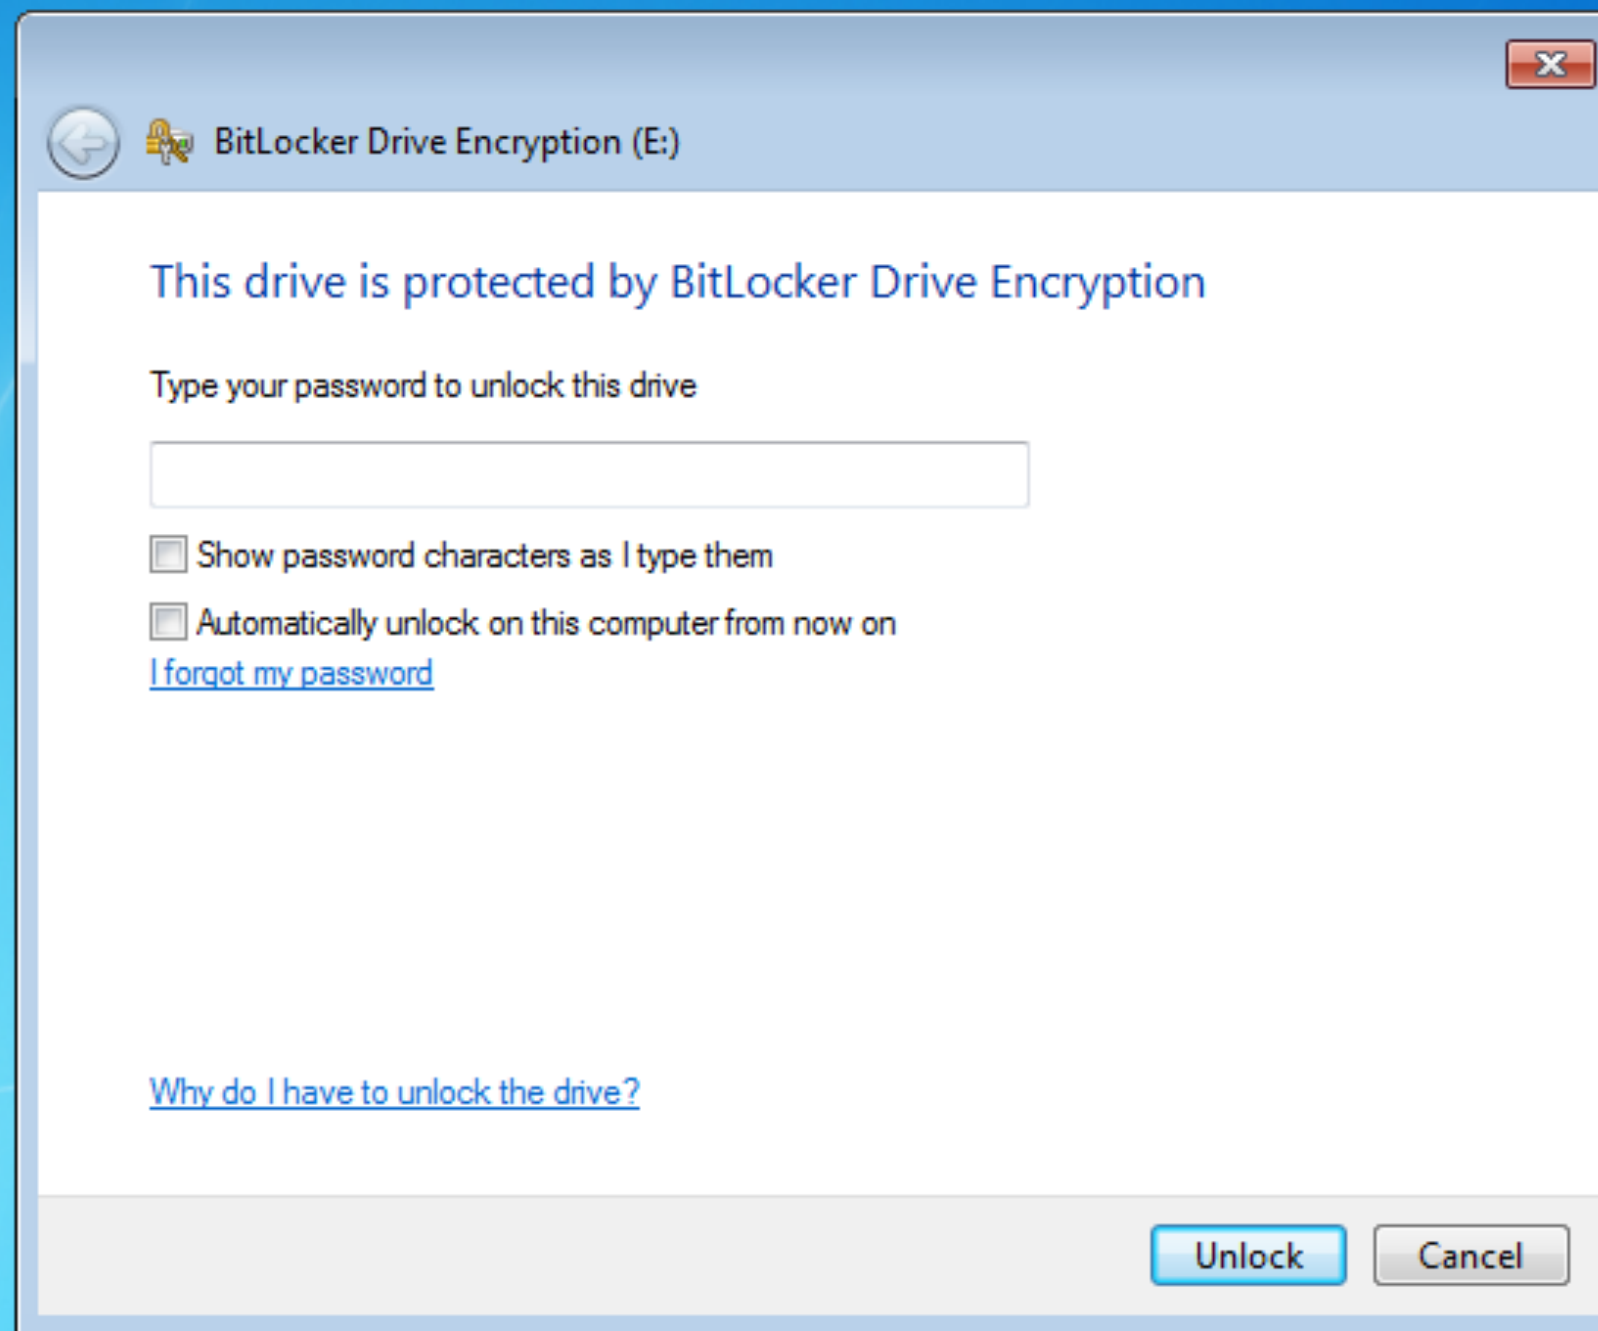 BitLocker Drive Encryption (E:)
This drive is protected by BitLocker Drive Encryption
Type your password to unlock this drive
Show password characters as I type them
Automatically unlock on this computer from now on
I forgot my password
Why do I have to unlock the drive?
Unlock
Cancel